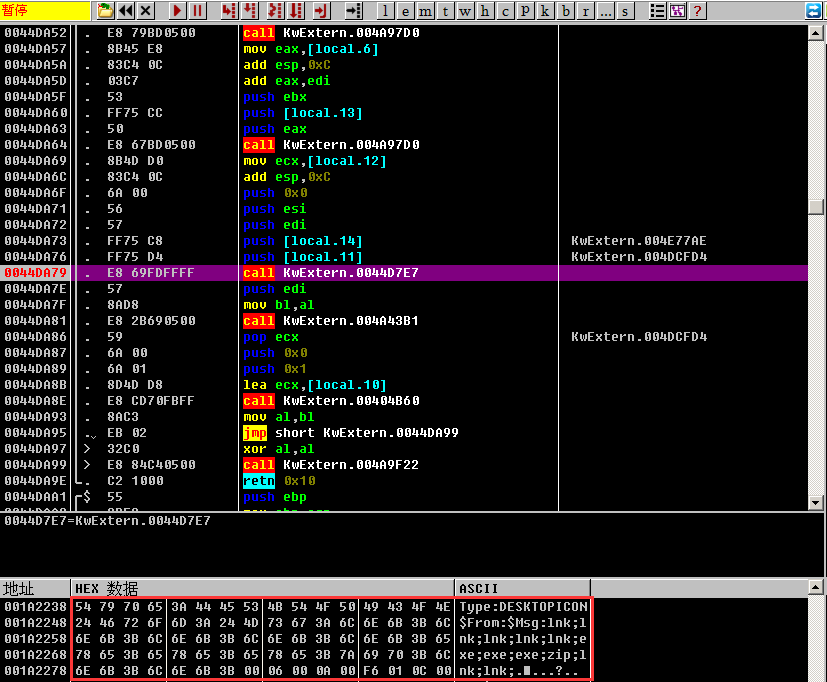 暂停 l e m t w h c p k b r ... s ?
0044DA52 . E8 79BD0500 call KwExtern.004A97D0
0044DA57 . 8B45 E8 mov eax,[local.6]
0044DA5A . 83C4 0C add esp,0xC
0044DA5D . 03C7 add eax,edi
0044DA5F . 53 push ebx
0044DA60 . FF75 CC push [local.13]
0044DA63 . 50 push eax
0044DA64 . E8 67BD0500 call KwExtern.004A97D0
0044DA69 . 8B4D D0 mov ecx,[local.12]
0044DA6C . 83C4 0C add esp,0xC
0044DA6F . 6A 00 push 0x0
0044DA71 . 56 push esi
0044DA72 . 57 push edi
0044DA73 . FF75 C8 push [local.14] KwExtern.004E77AE
0044DA76 . FF75 D4 push [local.11] KwExtern.004DCFD4
0044DA79 . E8 69FDFFFF call KwExtern.0044D7E7
0044DA7E . 57 push edi
0044DA7F . 8AD8 mov bl,al
0044DA81 . E8 2B690500 call KwExtern.004A43B1
0044DA86 . 59 pop ecx KwExtern.004DCFD4
0044DA87 . 6A 00 push 0x0
0044DA89 . 6A 01 push 0x1
0044DA8B . 8D4D D8 lea ecx,[local.10]
0044DA8E . E8 CD70FBFF call KwExtern.00404B60
0044DA93 . 8AC3 mov al,bl
0044DA95 . EB 02 jmp short KwExtern.0044DA99
0044DA97 > 32C0 xor al,al
0044DA99 > E8 84C40500 call KwExtern.004A9F22
0044DA9E . C2 1000 retn 0x10
0044DAA1 $ 55 push ebp
0044D7E7=KwExtern.0044D7E7
地址 HEX 数据 ASCII
001A2238 54 79 70 65 3A 44 45 53 4B 54 4F 50 49 43 4F 4E Type:DESKTOPICON
001A2248 24 46 72 6F 6D 3A 24 4D 73 67 3A 6C 6E 6B 3B 6C $From:$Msg:lnk;l
001A2258 6E 6B 3B 6C 6E 6B 3B 6C 6E 6B 3B 6C 6E 6B 3B 65 nk;lnk;lnk;lnk;e
001A2268 78 65 3B 65 78 65 3B 65 78 65 3B 7A 69 70 3B 6C xe;exe;exe;zip;l
001A2278 6E 6B 3B 6C 6E 6B 3B 00 06 00 0A 00 F6 01 0C 00 nk;lnk;.■...?..